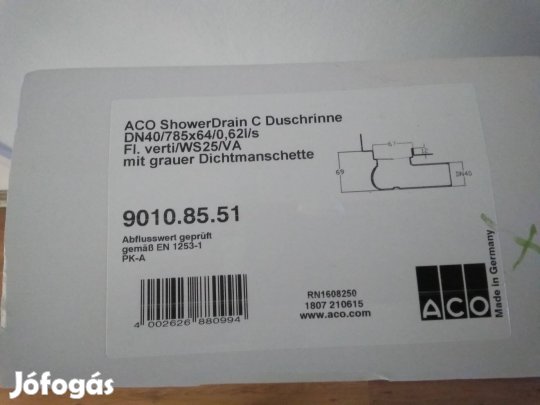 ACO ShowerDrain C Duschrinne
DN40/785x64/0,62l/s
Fl. verti/WS25/VA
mit grauer Dichtmanschette
67
69
DN40
9010.85.51
Abflusswert geprüft
gemäß EN 1253-1
PK-A
4 002626 880994
RN1608250
1807 210615
www.aco.com
ACO
Made in Germany
Jófogás